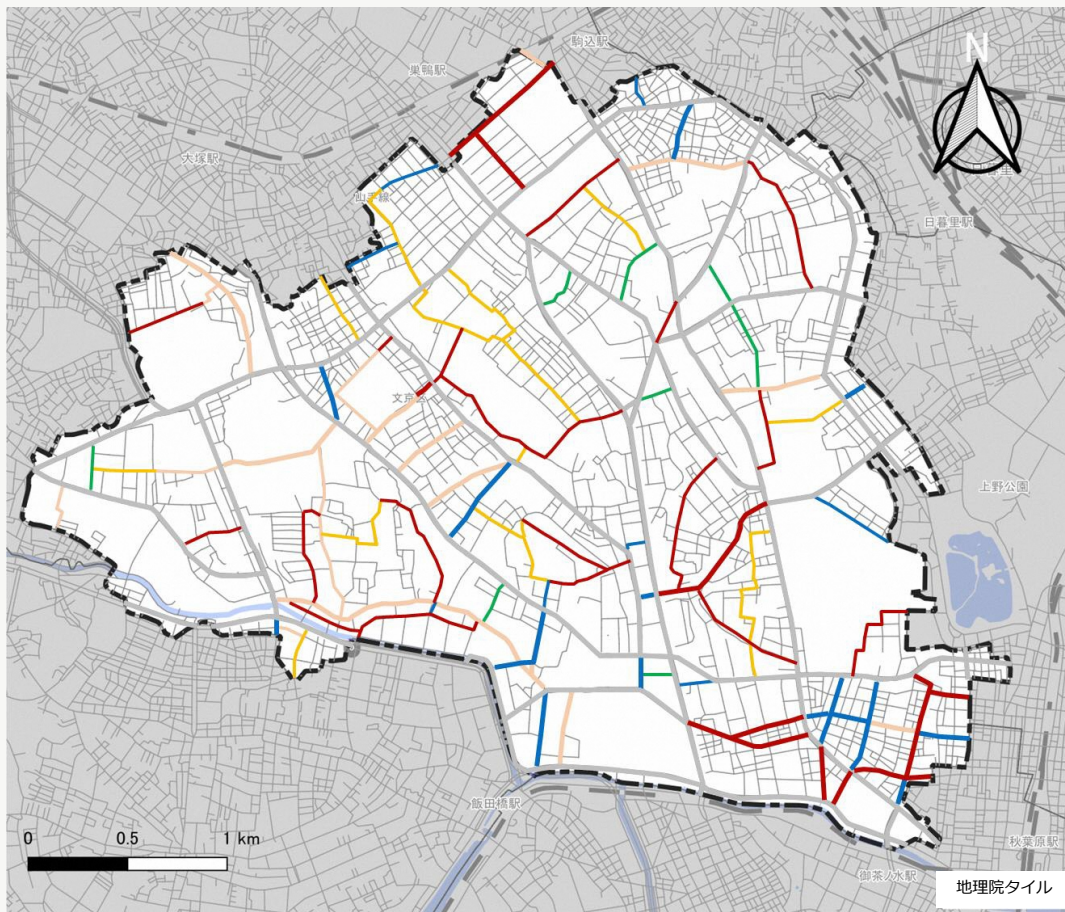 駒込駅
N
巣鴨駅
大塚駅
山手線
日暮里駅
文京区
上野公園
飯田橋駅
0 0.5 1 km
秋葉原駅
御茶ノ水駅
地理院タイル